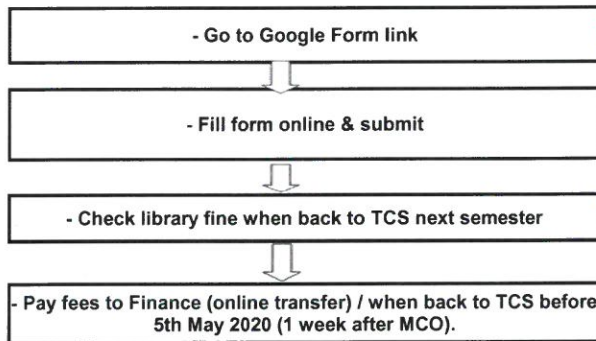 - Go to Google Form link
- Fill form online & submit
- Check library fine when back to TCS next semester
- Pay fees to Finance (online transfer) / when back to TCS before
5th May 2020 (1 week after MCO).